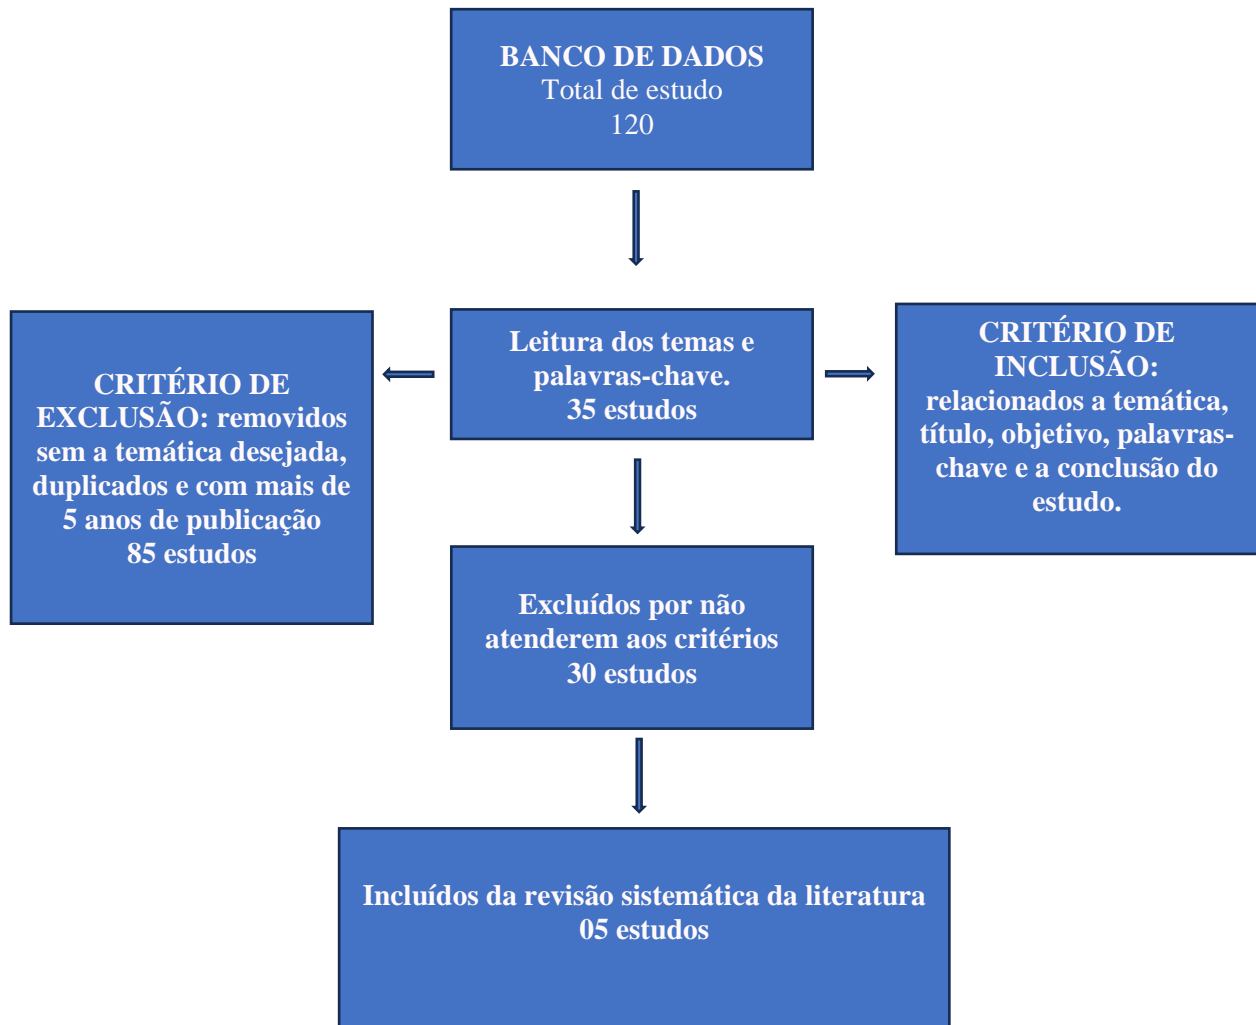 BANCO DE DADOS
Total de estudo
120
Leitura dos temas e
palavras-chave.
35 estudos
CRITÉRIO DE
EXCLUSÃO: removidos
sem a temática desejada,
duplicados e com mais de
5 anos de publicação
85 estudos
CRITÉRIO DE
INCLUSÃO:
relacionados a temática,
título, objetivo, palavras-
chave e a conclusão do
estudo.
Excluídos por não
atenderem aos critérios
30 estudos
Incluídos da revisão sistemática da literatura
05 estudos